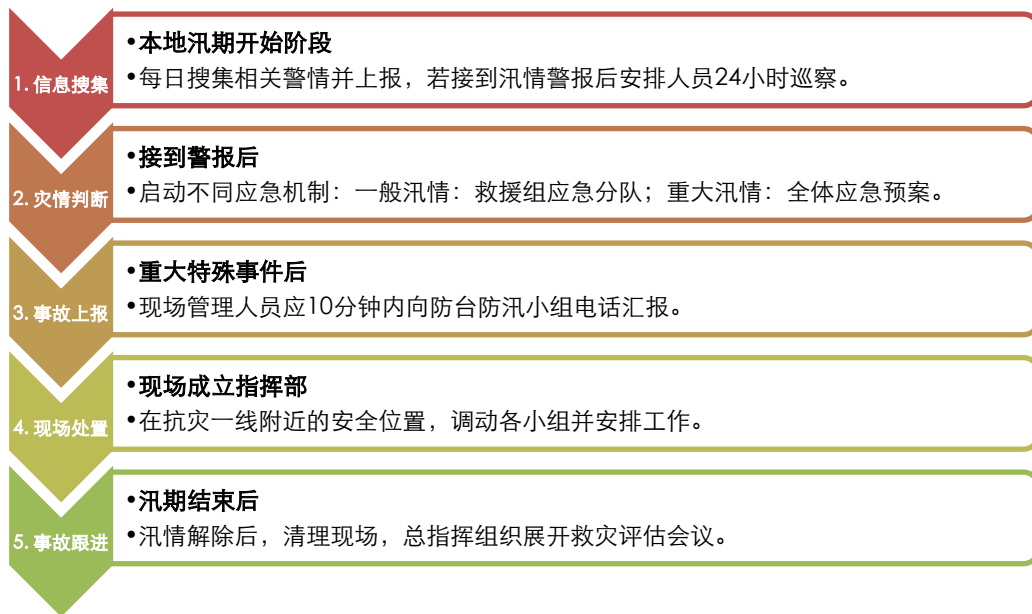 1. 信息搜集
•本地汛期开始阶段
•每日搜集相关警情并上报，若接到汛情警报后安排人员24小时巡察。
2. 灾情判断
•接到警报后
•启动不同应急机制：一般汛情：救援组应急分队；重大汛情：全体应急预案。
3. 事故上报
•重大特殊事件后
•现场管理人员应10分钟内向防台防汛小组电话汇报。
4. 现场处置
•现场成立指挥部
•在抗灾一线附近的安全位置，调动各小组并安排工作。
5. 事故跟进
•汛期结束后
•汛情解除后，清理现场，总指挥组织展开救灾评估会议。